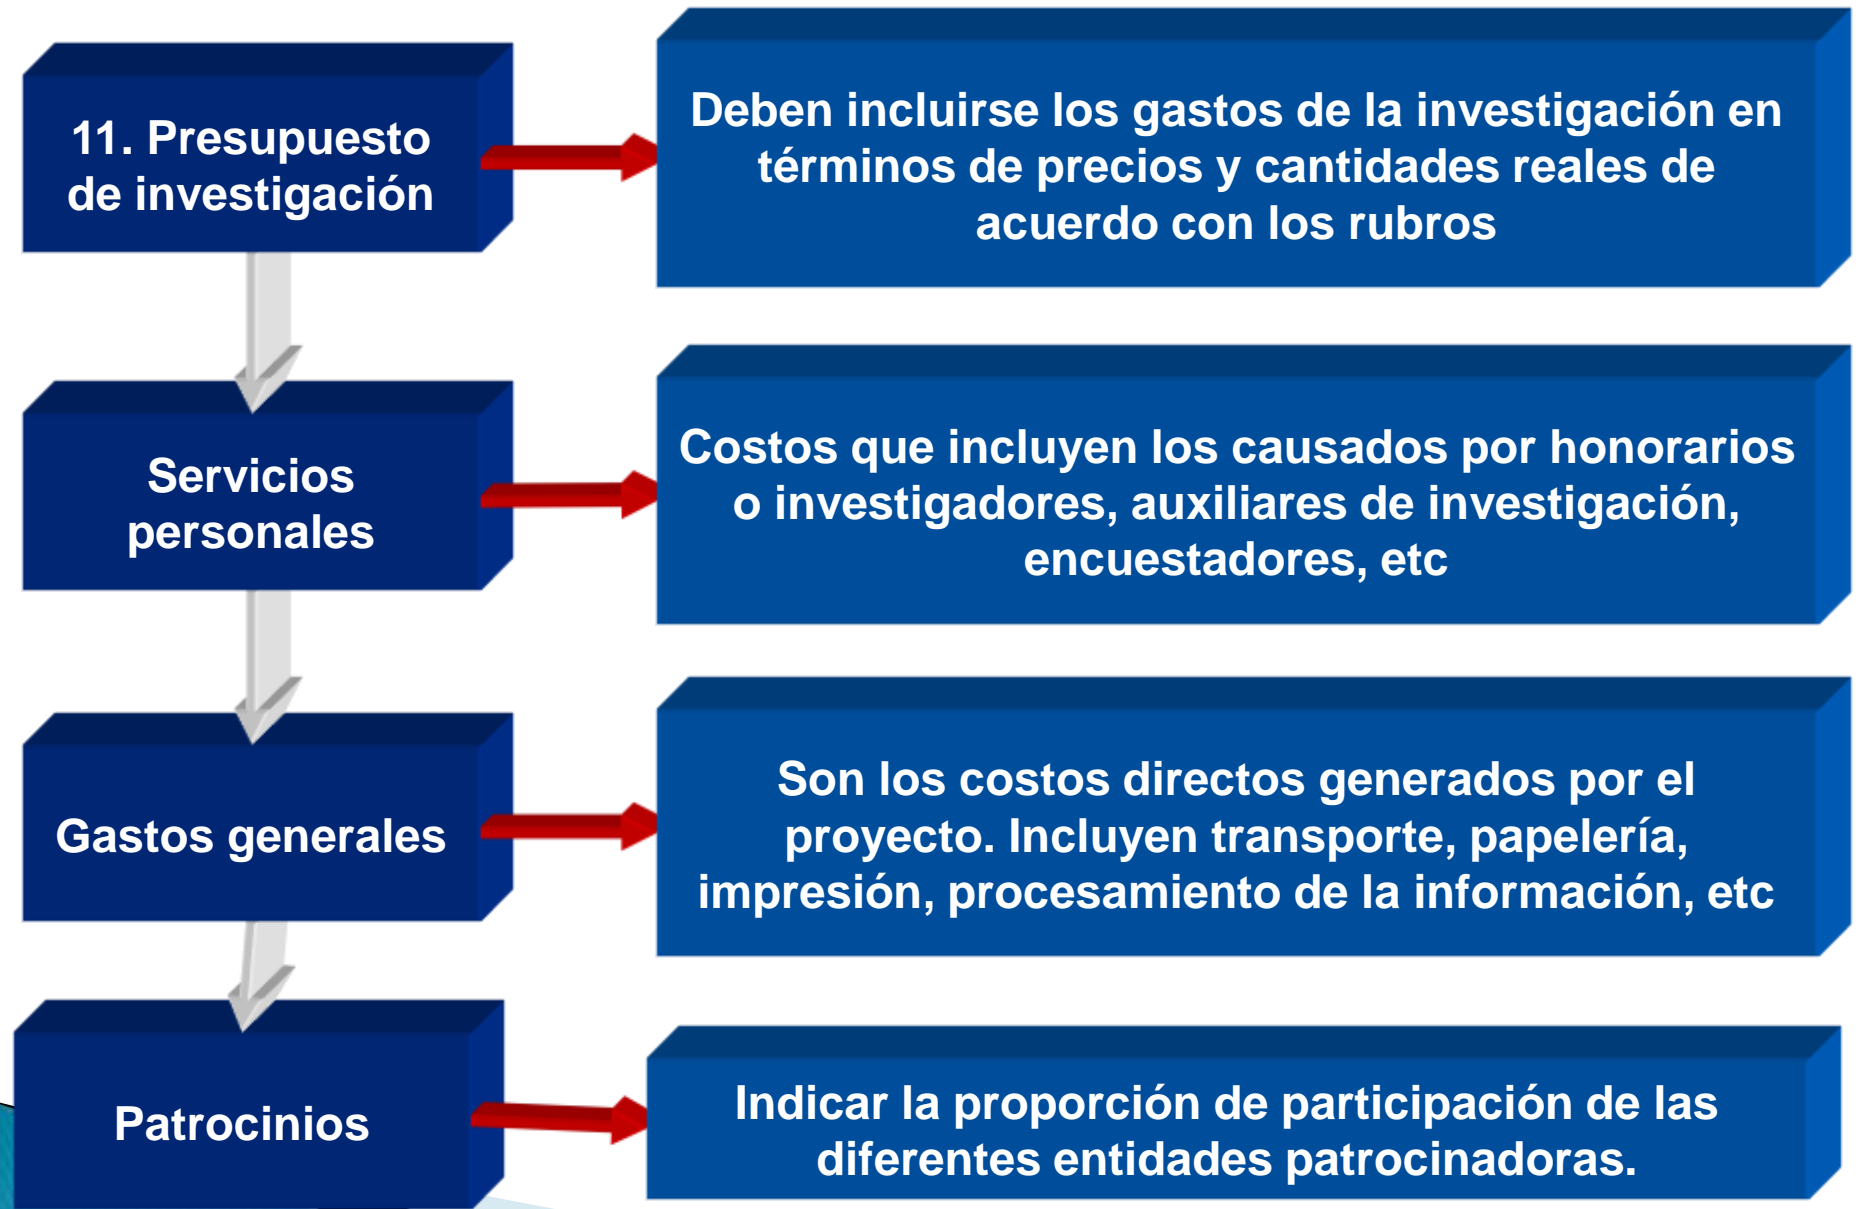 11. Presupuesto
de investigación
Deben incluirse los gastos de la investigación en
términos de precios y cantidades reales de
acuerdo con los rubros
Servicios
personales
Costos que incluyen los causados por honorarios
o investigadores, auxiliares de investigación,
encuestadores, etc
Gastos generales
Son los costos directos generados por el
proyecto. Incluyen transporte, papelería,
impresión, procesamiento de la información, etc
Patrocinios
Indicar la proporción de participación de las
diferentes entidades patrocinadoras.